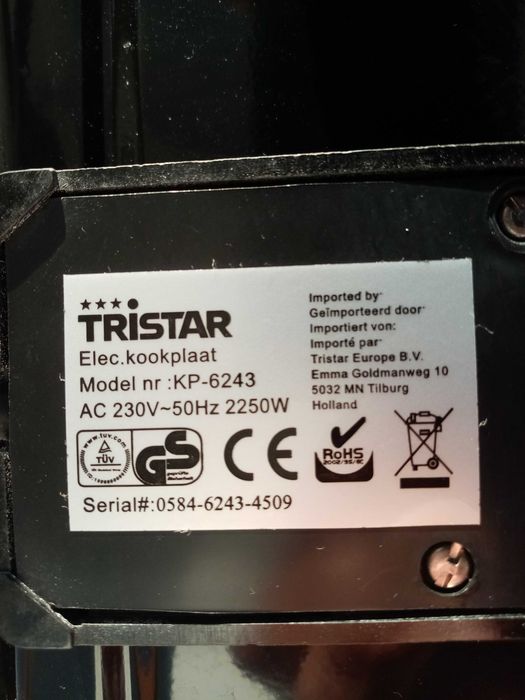 TRISTAR
Elec.kookplaat
Model nr :KP-6243
AC 230V~50Hz 2250W
Imported by:
Geïmporteerd door:
Importiert von:
Importé par:
Tristar Europe B.V.
Emma Goldmanweg 10
5032 MN Tilburg
Holland
www.tuv.com
TÜV
GS
geprüfte
Sicherheit
CE
RoHS
2002/95/EC
Serial#:0584-6243-4509